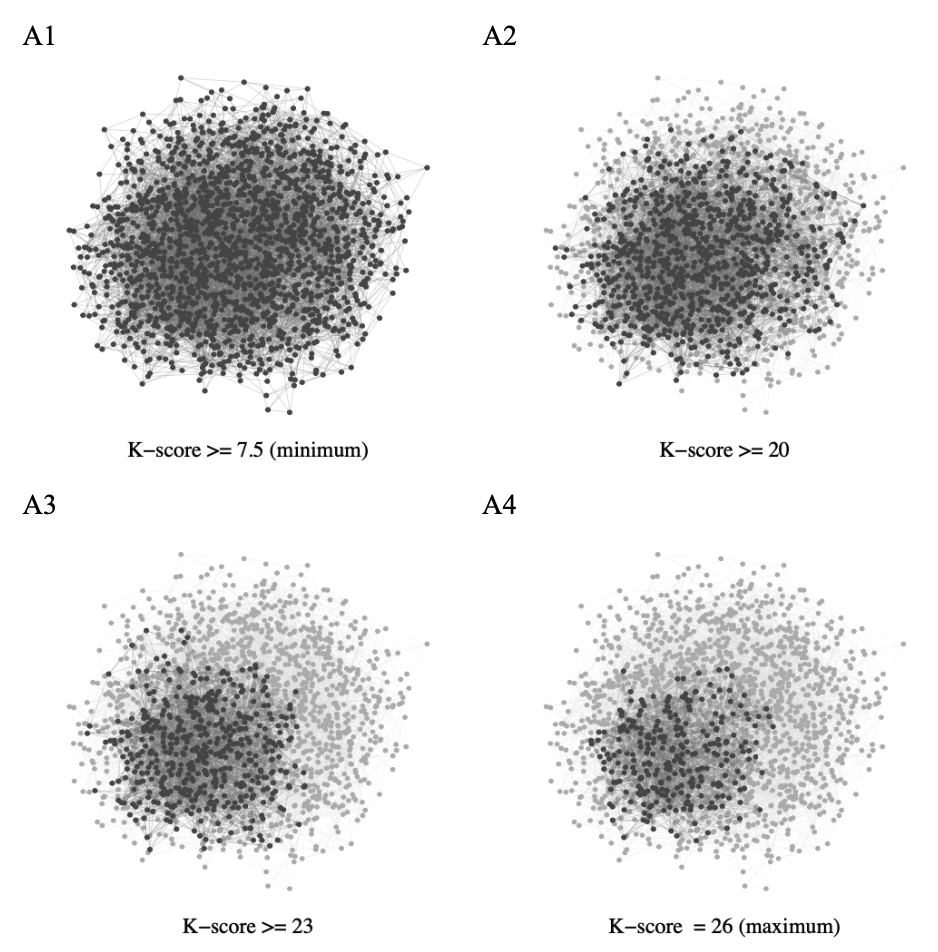 A1
A2
K−score >= 7.5 (minimum)
K−score >= 20
A3
A4
K−score >= 23
K−score = 26 (maximum)